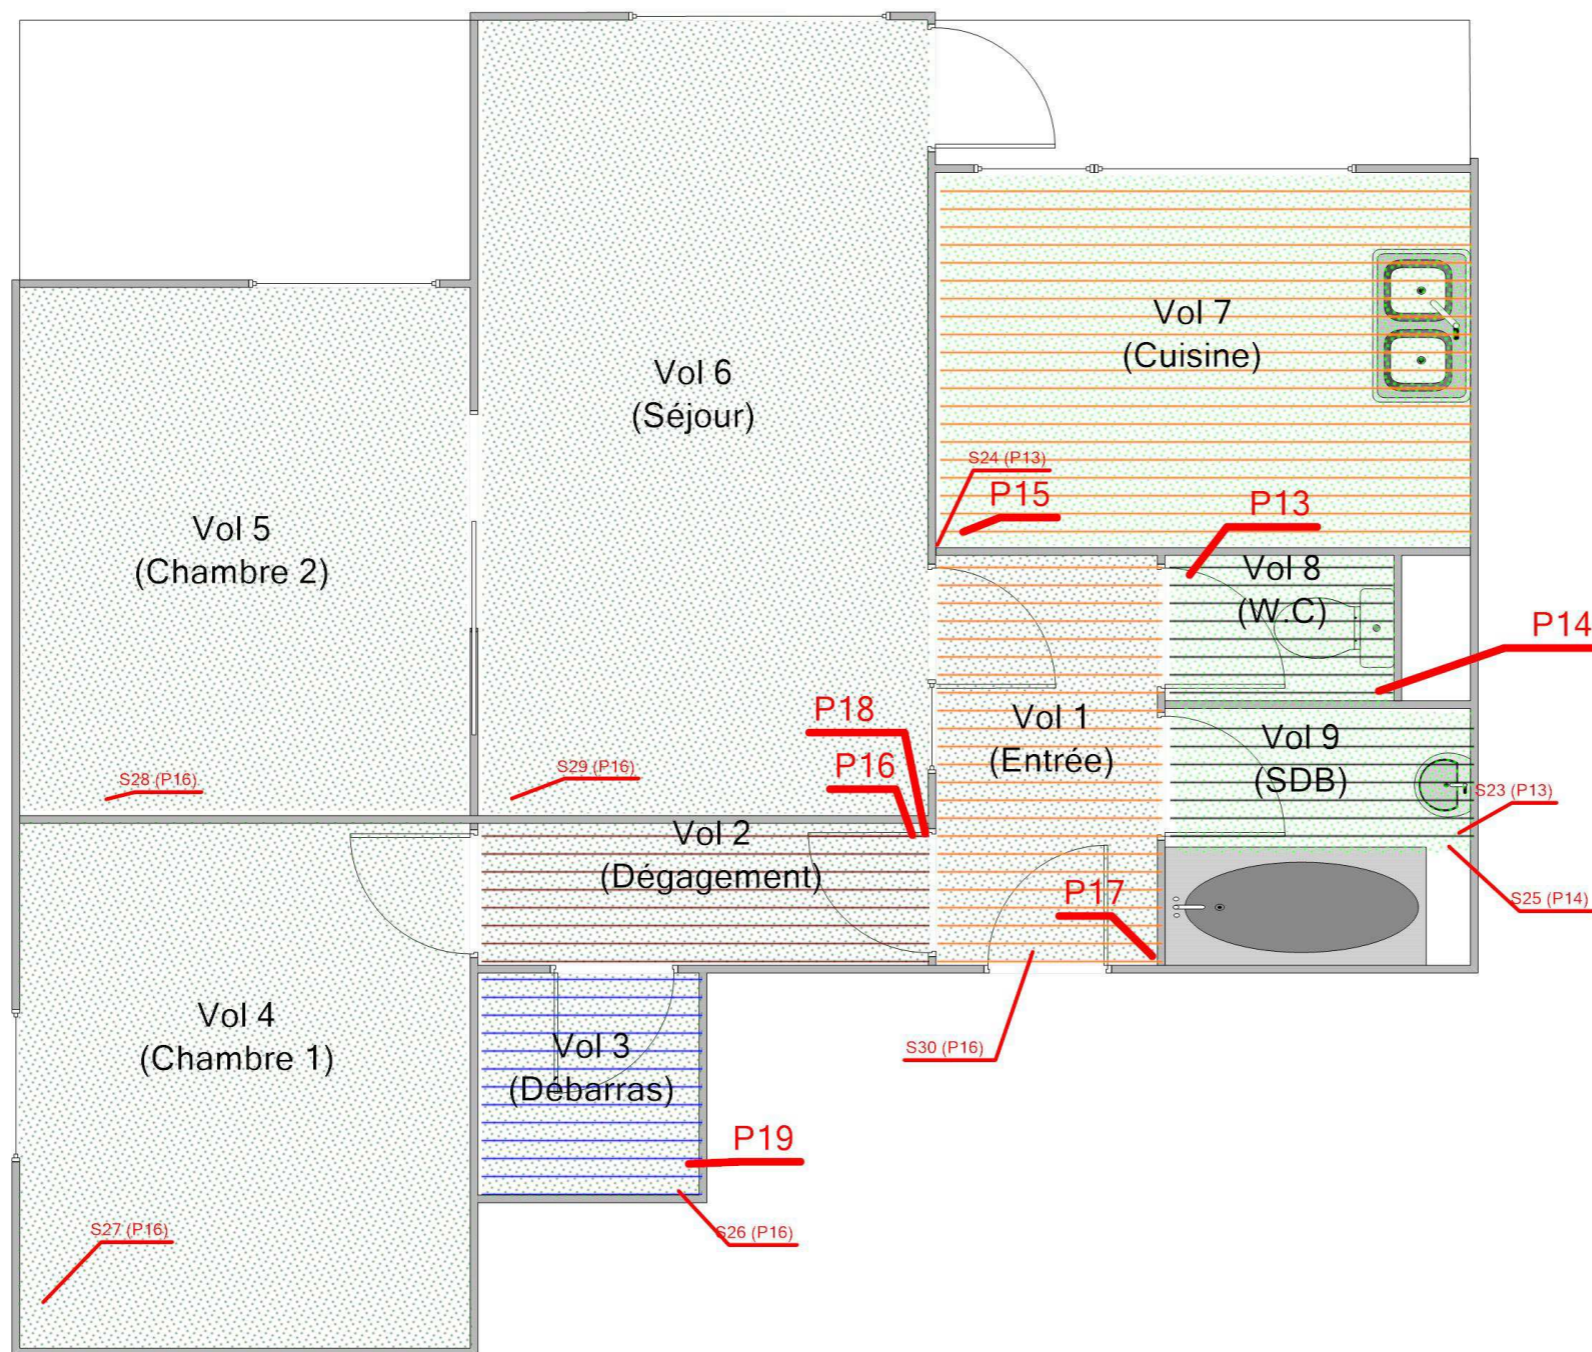 Vol 7
(Cuisine)
Vol 6
(Séjour)
S24 (P13)
P15
P13
Vol 5
(Chambre 2)
Vol 8
(W.C)
P14
P18
Vol 1
(Entrée)
Vol 9
(SDB)
P16
S28 (P16)
S29 (P16)
S23 (P13)
Vol 2
(Dégagement)
P17
S25 (P14)
Vol 4
(Chambre 1)
Vol 3
(Débarras)
S30 (P16)
P19
S27 (P16)
S26 (P16)